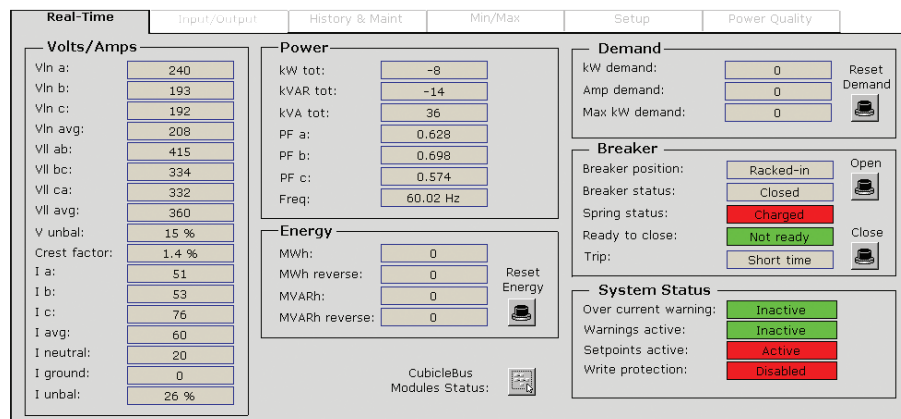 Real-Time Input/Output History & Maint Min/Max Setup Power Quality
Volts/Amps
Vln a: 240
Vln b: 193
Vln c: 192
Vln avg: 208
Vll ab: 415
Vll bc: 334
Vll ca: 332
Vll avg: 360
V unbal: 15 %
Crest factor: 1.4 %
I a: 51
I b: 53
I c: 76
I avg: 60
I neutral: 20
I ground: 0
I unbal: 26 %
Power
kW tot: -8
kVAR tot: -14
kVA tot: 36
PF a: 0.628
PF b: 0.698
PF c: 0.574
Freq: 60.02 Hz
Energy
MWh: 0
MWh reverse: 0
MVARh: 0
MVARh reverse: 0
Reset
Energy
CubicleBus
Modules Status:
Demand
kW demand: 0
Amp demand: 0
Max kW demand: 0
Reset
Demand
Breaker
Breaker position: Racked-in
Breaker status: Closed
Spring status: Charged
Ready to close: Not ready
Trip: Short time
Open
Close
System Status
Over current warning: Inactive
Warnings active: Inactive
Setpoints active: Active
Write protection: Disabled